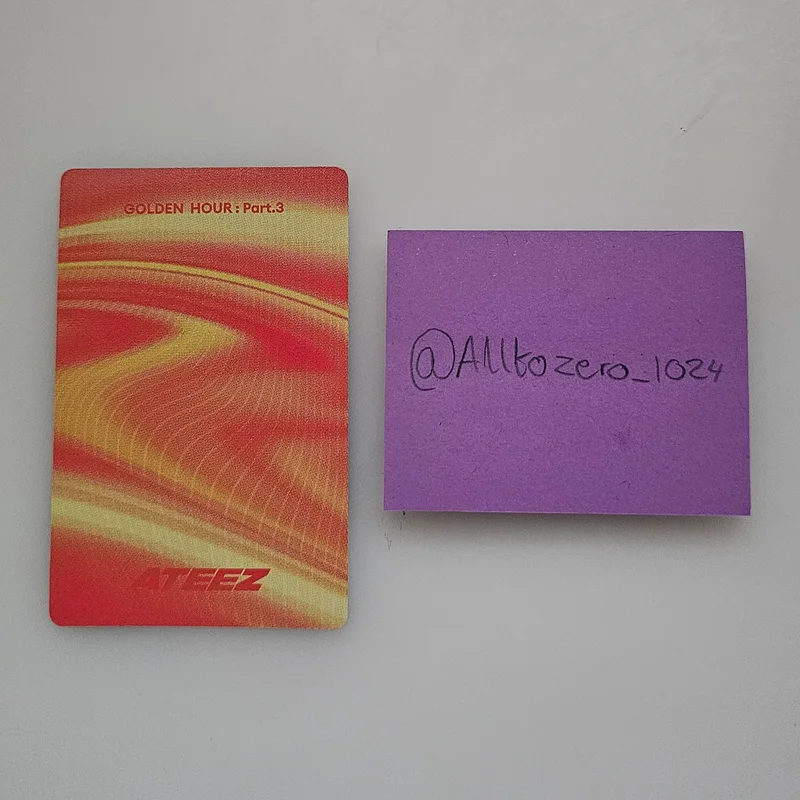 GOLDEN HOUR : Part.3
ATEEZ
@Alltozero_1024